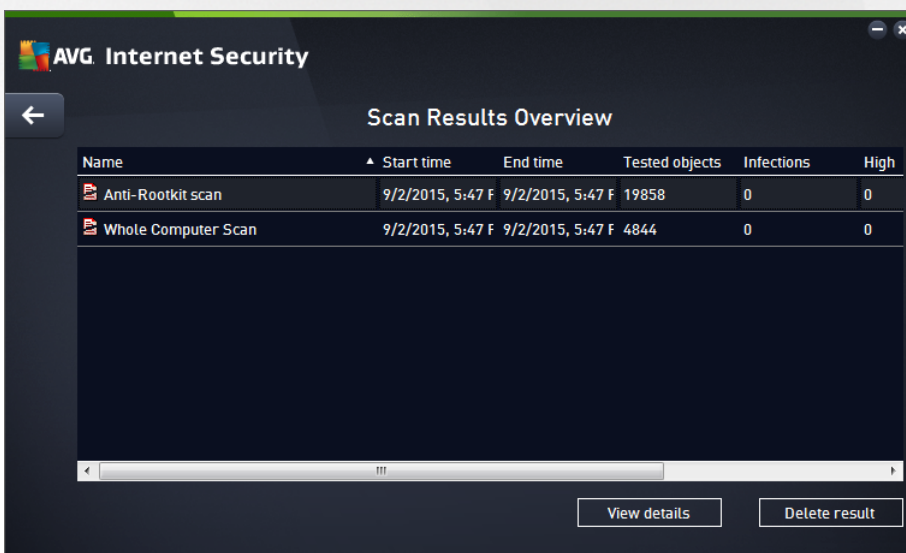 AVG. Internet Security
Scan Results Overview
Name Start time End time Tested objects Infections High
Anti-Rootkit scan 9/2/2015, 5:47 9/2/2015, 5:47 19858 0 0
Whole Computer Scan 9/2/2015, 5:47 9/2/2015, 5:47 4844 0 0
View details Delete result